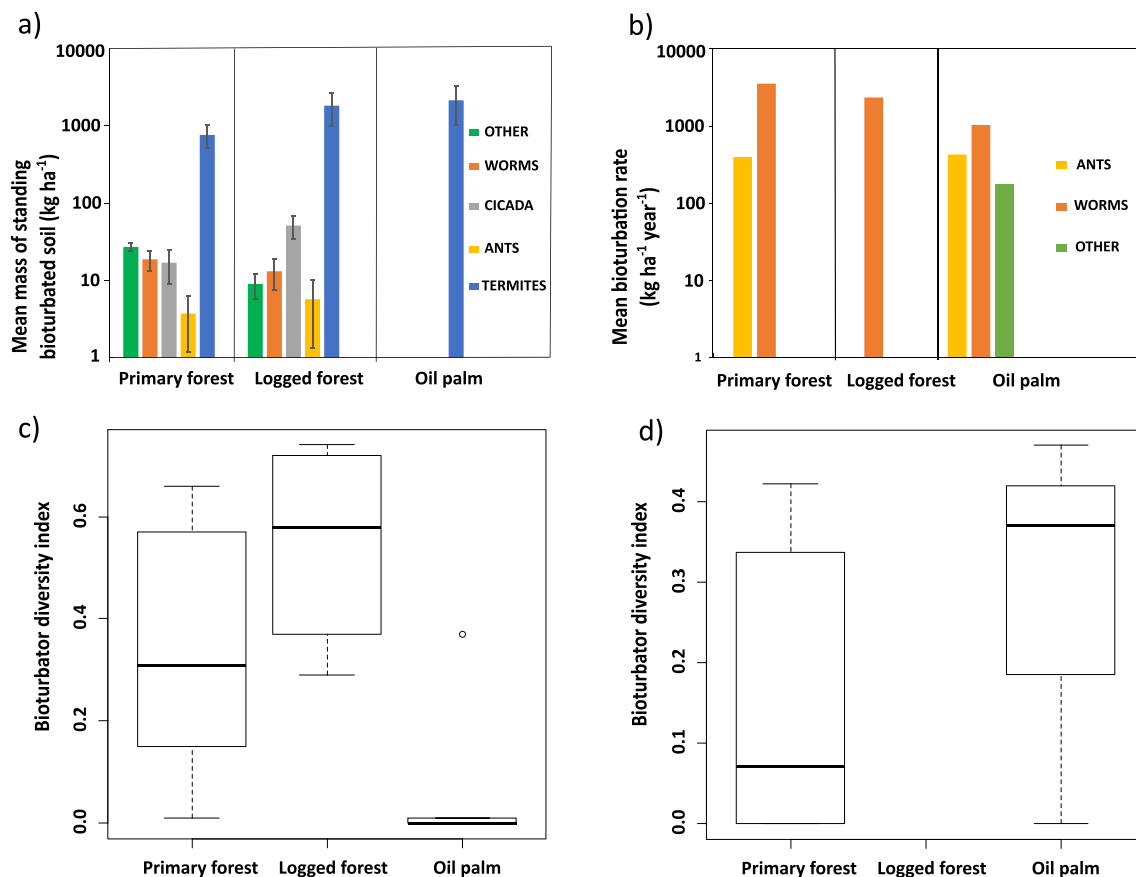 a)
Mean mass of standing
bioturbated soil (kg ha⁻¹)
10000
1000
100
10
1
OTHER
WORMS
CICADA
ANTS
TERMITES
Primary forest
Logged forest
Oil palm
b)
Mean bioturbation rate
(kg ha⁻¹ year⁻¹)
10000
1000
100
10
1
ANTS
WORMS
OTHER
Primary forest
Logged forest
Oil palm
c)
Bioturbator diversity index
0.6
0.4
0.2
0.0
Primary forest
Logged forest
Oil palm
d)
Bioturbator diversity index
0.4
0.3
0.2
0.1
0.0
Primary forest
Logged forest
Oil palm